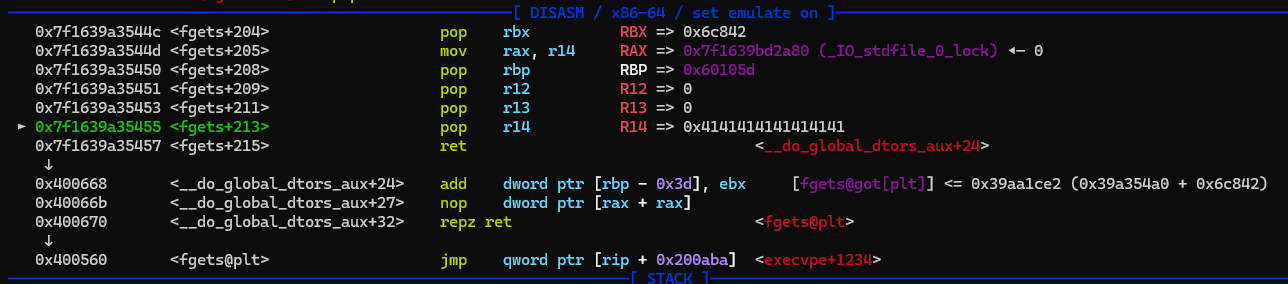 [ DISASM / x86-64 / set emulate on ]
0x7f1639a3544c <fgets+204> pop rbx RBX => 0x6c842
0x7f1639a3544d <fgets+205> mov rax, r14 RAX => 0x7f1639bd2a80 (_IO_stdfile_0_lock) ◂— 0
0x7f1639a35450 <fgets+208> pop rbp RBP => 0x60105d
0x7f1639a35451 <fgets+209> pop r12 R12 => 0
0x7f1639a35453 <fgets+211> pop r13 R13 => 0
► 0x7f1639a35455 <fgets+213> pop r14 R14 => 0x4141414141414141
0x7f1639a35457 <fgets+215> ret <__do_global_dtors_aux+24>
↓
0x400668 <__do_global_dtors_aux+24> add dword ptr [rbp - 0x3d], ebx [fgets@got[plt]] <= 0x39aa1ce2 (0x39a354a0 + 0x6c842)
0x40066b <__do_global_dtors_aux+27> nop dword ptr [rax + rax]
0x400670 <__do_global_dtors_aux+32> repz ret <fgets@plt>
↓
0x400560 <fgets@plt> jmp qword ptr [rip + 0x200aba] <execvpe+1234>
[ STACK ]